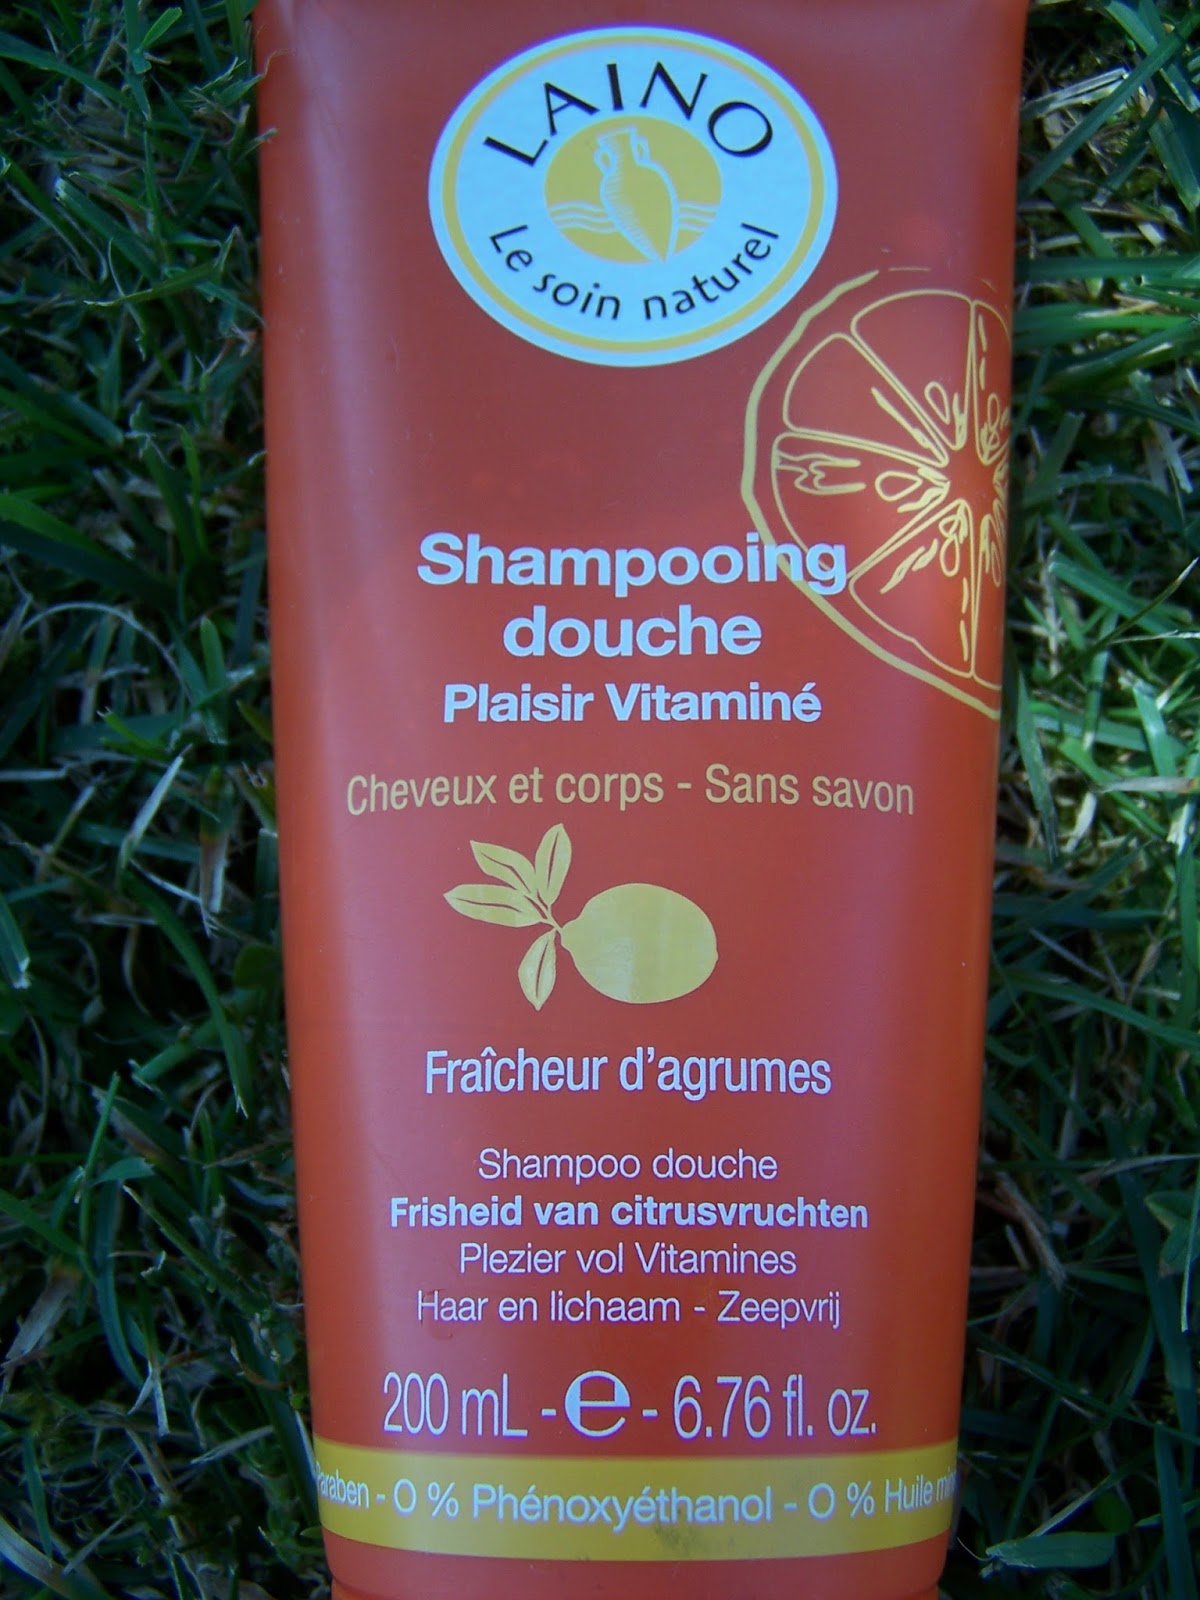 LAINO
Le soin naturel
Shampooing
douche
Plaisir Vitaminé
Cheveux et corps - Sans savon
Fraîcheur d'agrumes
Shampoo douche
Frisheid van citrusvruchten
Plezier vol Vitamines
Haar en lichaam - Zeepvrij
200 mL - e - 6.76 fl. oz.
Paraben - 0 % Phénoxyéthanol - 0 % Huile